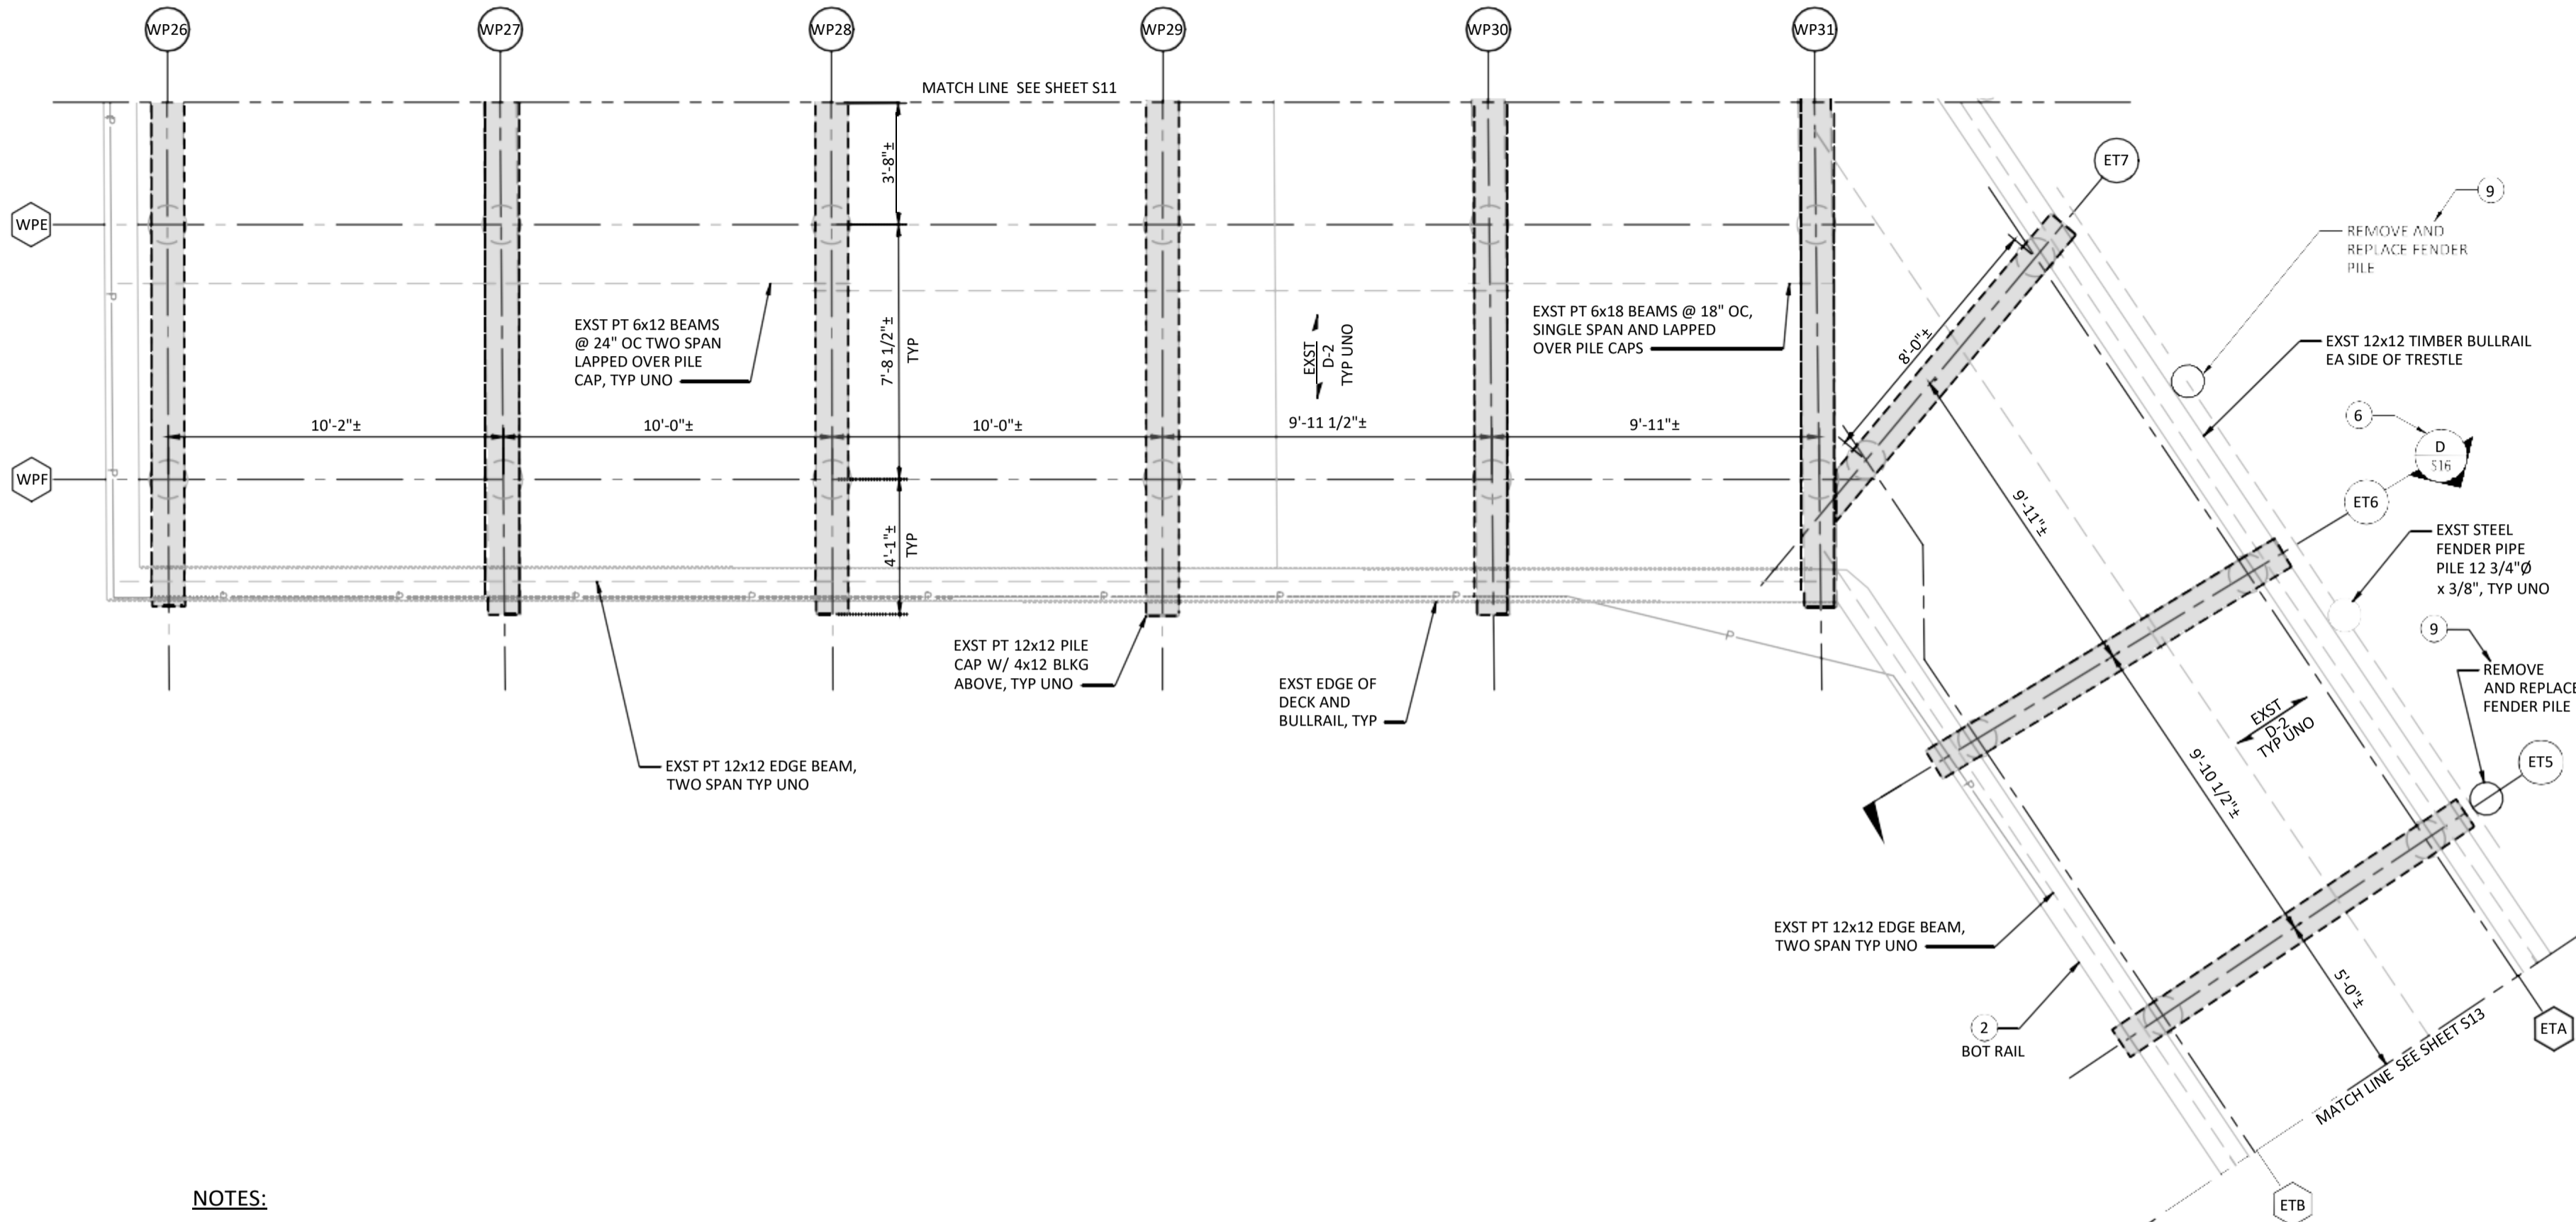 WP26
WP27
WP28
WP29
WP30
WP31
MATCH LINE SEE SHEET S11
3'-8"±
ET7
9
WPE
REMOVE AND
REPLACE FENDER
PILE
EXST PT 6x12 BEAMS
@ 24" OC TWO SPAN
LAPPED OVER PILE
CAP, TYP UNO
7'-8 1/2"±
TYP
EXST
D-2
TYP UNO
EXST PT 6x18 BEAMS @ 18" OC,
SINGLE SPAN AND LAPPED
OVER PILE CAPS
8'-0"±
EXST 12x12 TIMBER BULLRAIL
EA SIDE OF TRESTLE
10'-2"±
10'-0"±
10'-0"±
9'-11 1/2"±
9'-11"±
6
D
S16
WPF
ET6
9'-11"±
4'-1"±
TYP
EXST STEEL
FENDER PIPE
PILE 12 3/4"Ø
x 3/8", TYP UNO
P
P
P
P
P
P
P
P
P
P
P
P
P
EXST PT 12x12 PILE
CAP W/ 4x12 BLKG
ABOVE, TYP UNO
EXST EDGE OF
DECK AND
BULLRAIL, TYP
9
REMOVE
AND REPLACE
FENDER PILE
EXST
D-2
TYP UNO
EXST PT 12x12 EDGE BEAM,
TWO SPAN TYP UNO
9'-10 1/2"±
ET5
EXST PT 12x12 EDGE BEAM,
TWO SPAN TYP UNO
5'-0"±
2
BOT RAIL
MATCH LINE SEE SHEET S13
ETA
ETB
NOTES: